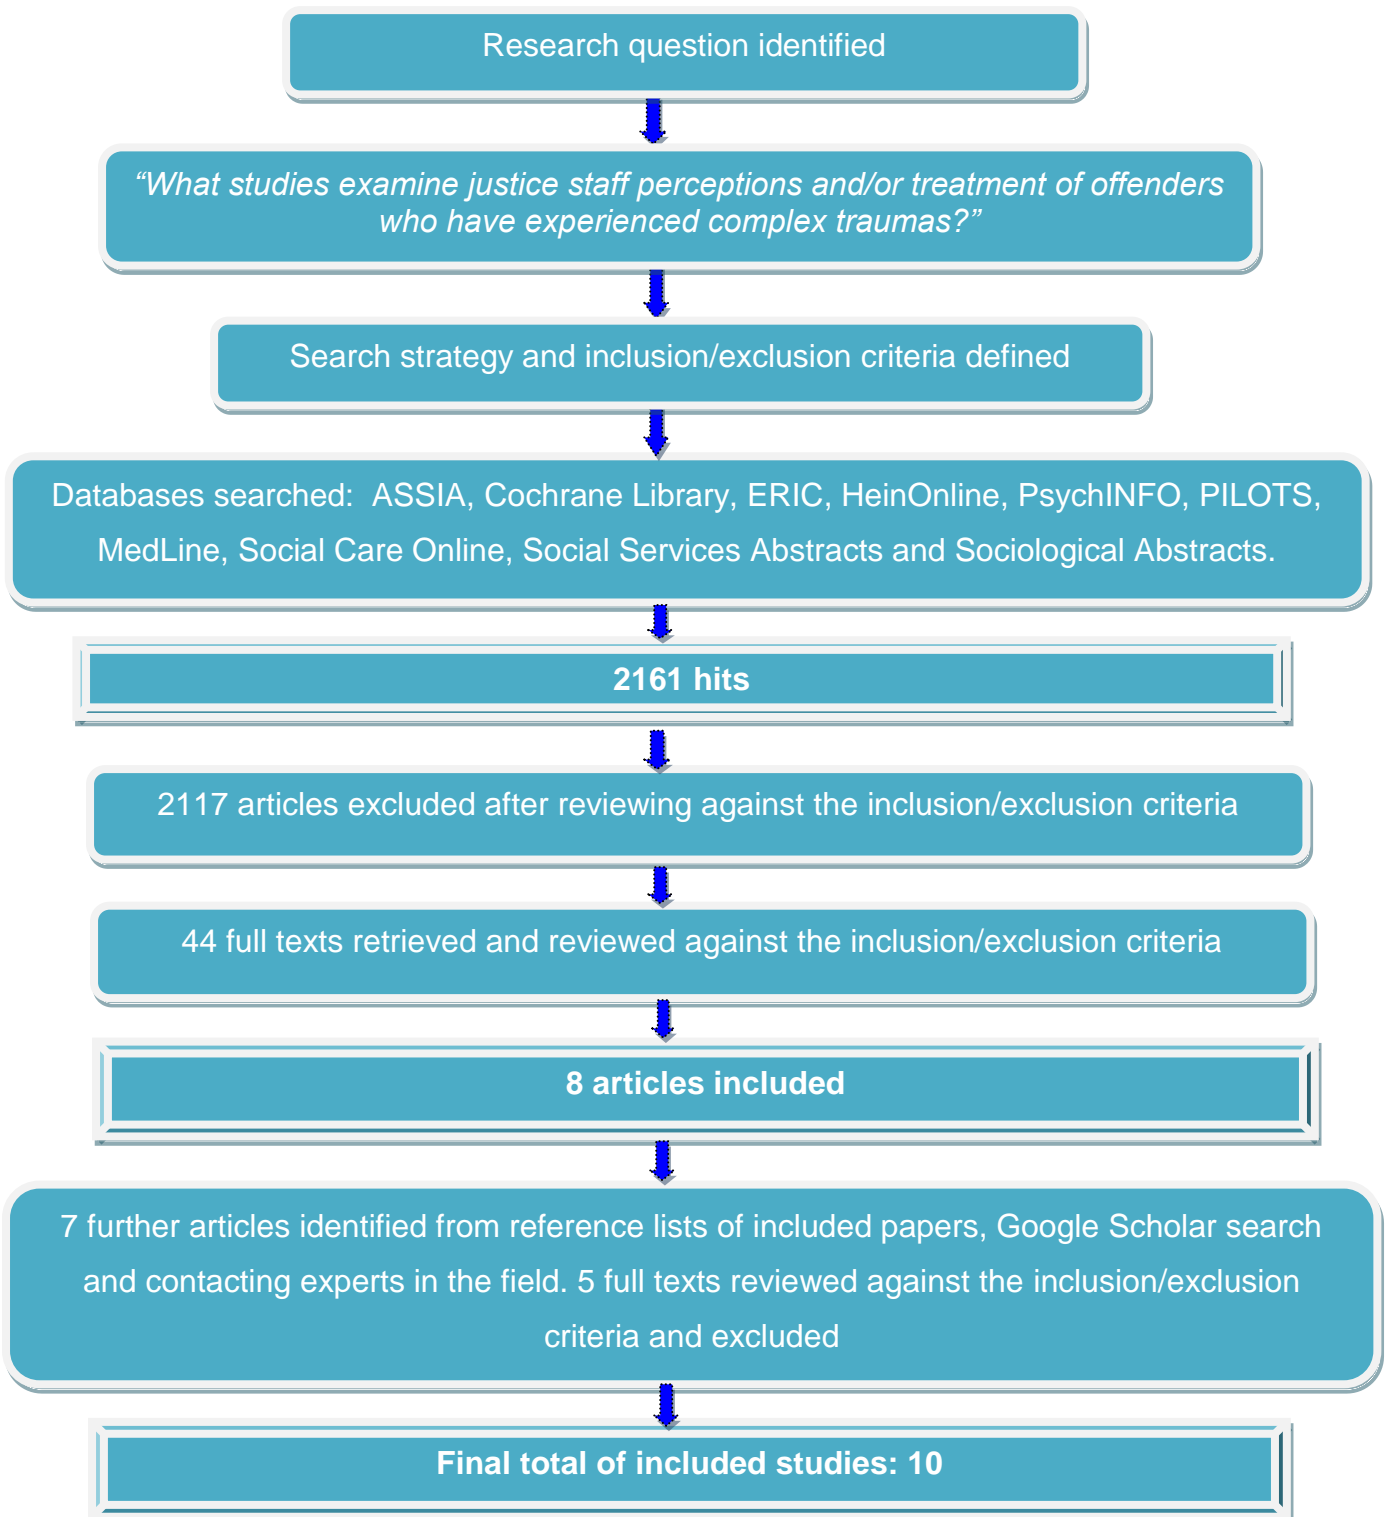 Research question identified
“What studies examine justice staff perceptions and/or treatment of offenders
who have experienced complex traumas?”
Search strategy and inclusion/exclusion criteria defined
Databases searched:  ASSIA, Cochrane Library, ERIC, HeinOnline, PsychINFO, PILOTS,
MedLine, Social Care Online, Social Services Abstracts and Sociological Abstracts.
2161 hits
2117 articles excluded after reviewing against the inclusion/exclusion criteria
44 full texts retrieved and reviewed against the inclusion/exclusion criteria
8 articles included
7 further articles identified from reference lists of included papers, Google Scholar search
and contacting experts in the field. 5 full texts reviewed against the inclusion/exclusion
criteria and excluded
Final total of included studies: 10